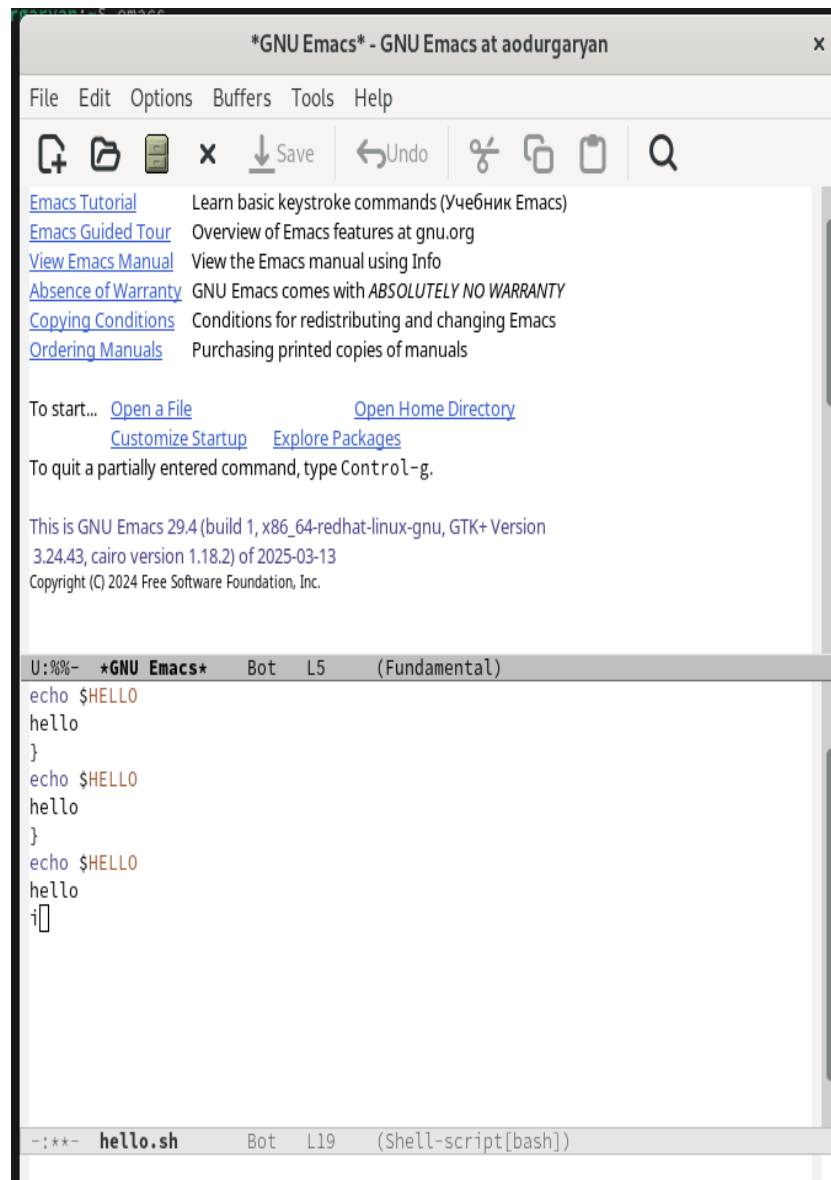 *GNU Emacs* - GNU Emacs at aodurgaryan
File Edit Options Buffers Tools Help
Save Undo
Emacs Tutorial Learn basic keystroke commands (Учебник Emacs)
Emacs Guided Tour Overview of Emacs features at gnu.org
View Emacs Manual View the Emacs manual using Info
Absence of Warranty GNU Emacs comes with ABSOLUTELY NO WARRANTY
Copying Conditions Conditions for redistributing and changing Emacs
Ordering Manuals Purchasing printed copies of manuals
To start... Open a File Open Home Directory
Customize Startup Explore Packages
To quit a partially entered command, type Control-g.
This is GNU Emacs 29.4 (build 1, x86_64-redhat-linux-gnu, GTK+ Version
3.24.43, cairo version 1.18.2) of 2025-03-13
Copyright (C) 2024 Free Software Foundation, Inc.
U:%%- *GNU Emacs* Bot L5 (Fundamental)
echo $HELLO
hello
}
echo $HELLO
hello
}
echo $HELLO
hello
i
-:**- hello.sh Bot L19 (Shell-script[bash])